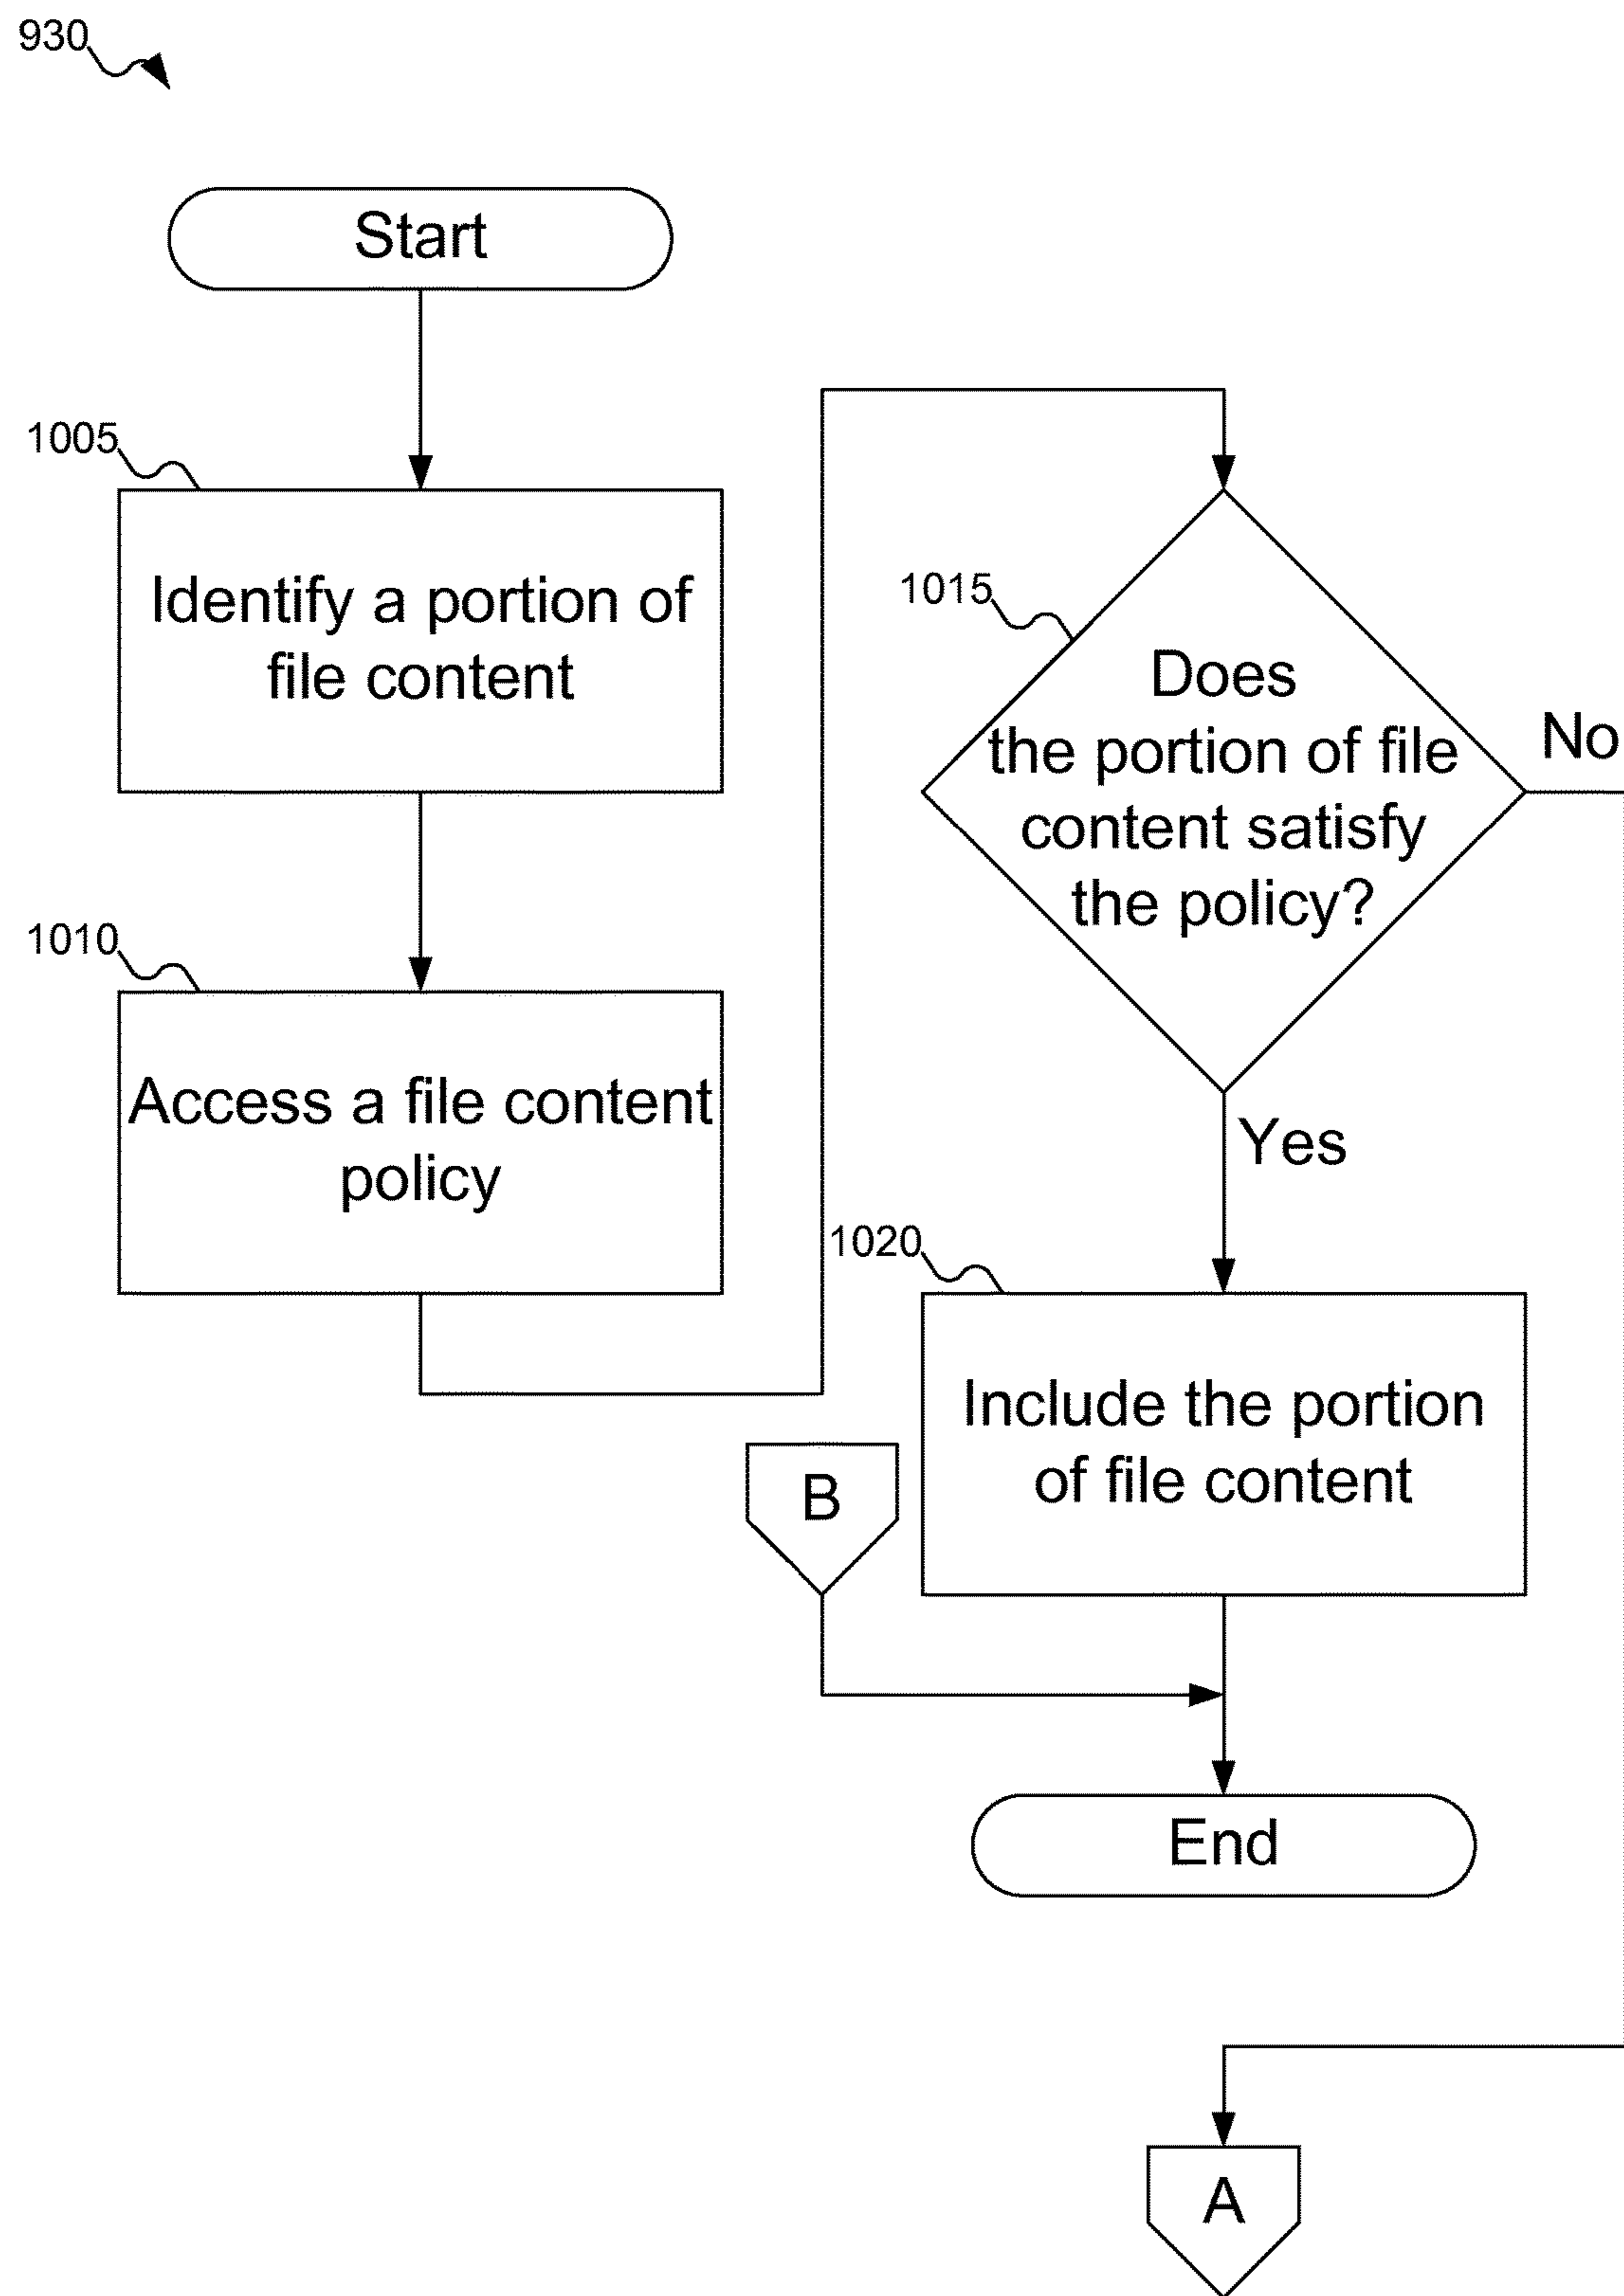 930
Start
1005
Identify a portion of
file content
1010
Access a file content
policy
1015
Does
the portion of file
content satisfy
the policy?
No
Yes
1020
Include the portion
of file content
B
End
A